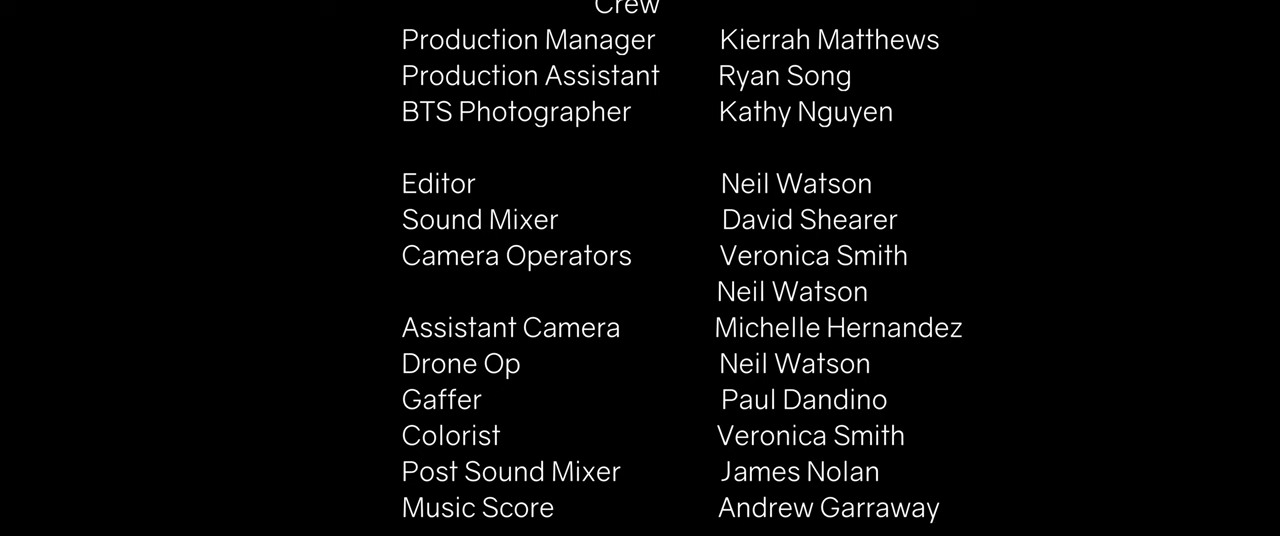 Crew
Production Manager Kierrah Matthews
Production Assistant Ryan Song
BTS Photographer Kathy Nguyen
Editor Neil Watson
Sound Mixer David Shearer
Camera Operators Veronica Smith
Neil Watson
Assistant Camera Michelle Hernandez
Drone Op Neil Watson
Gaffer Paul Dandino
Colorist Veronica Smith
Post Sound Mixer James Nolan
Music Score Andrew Garraway